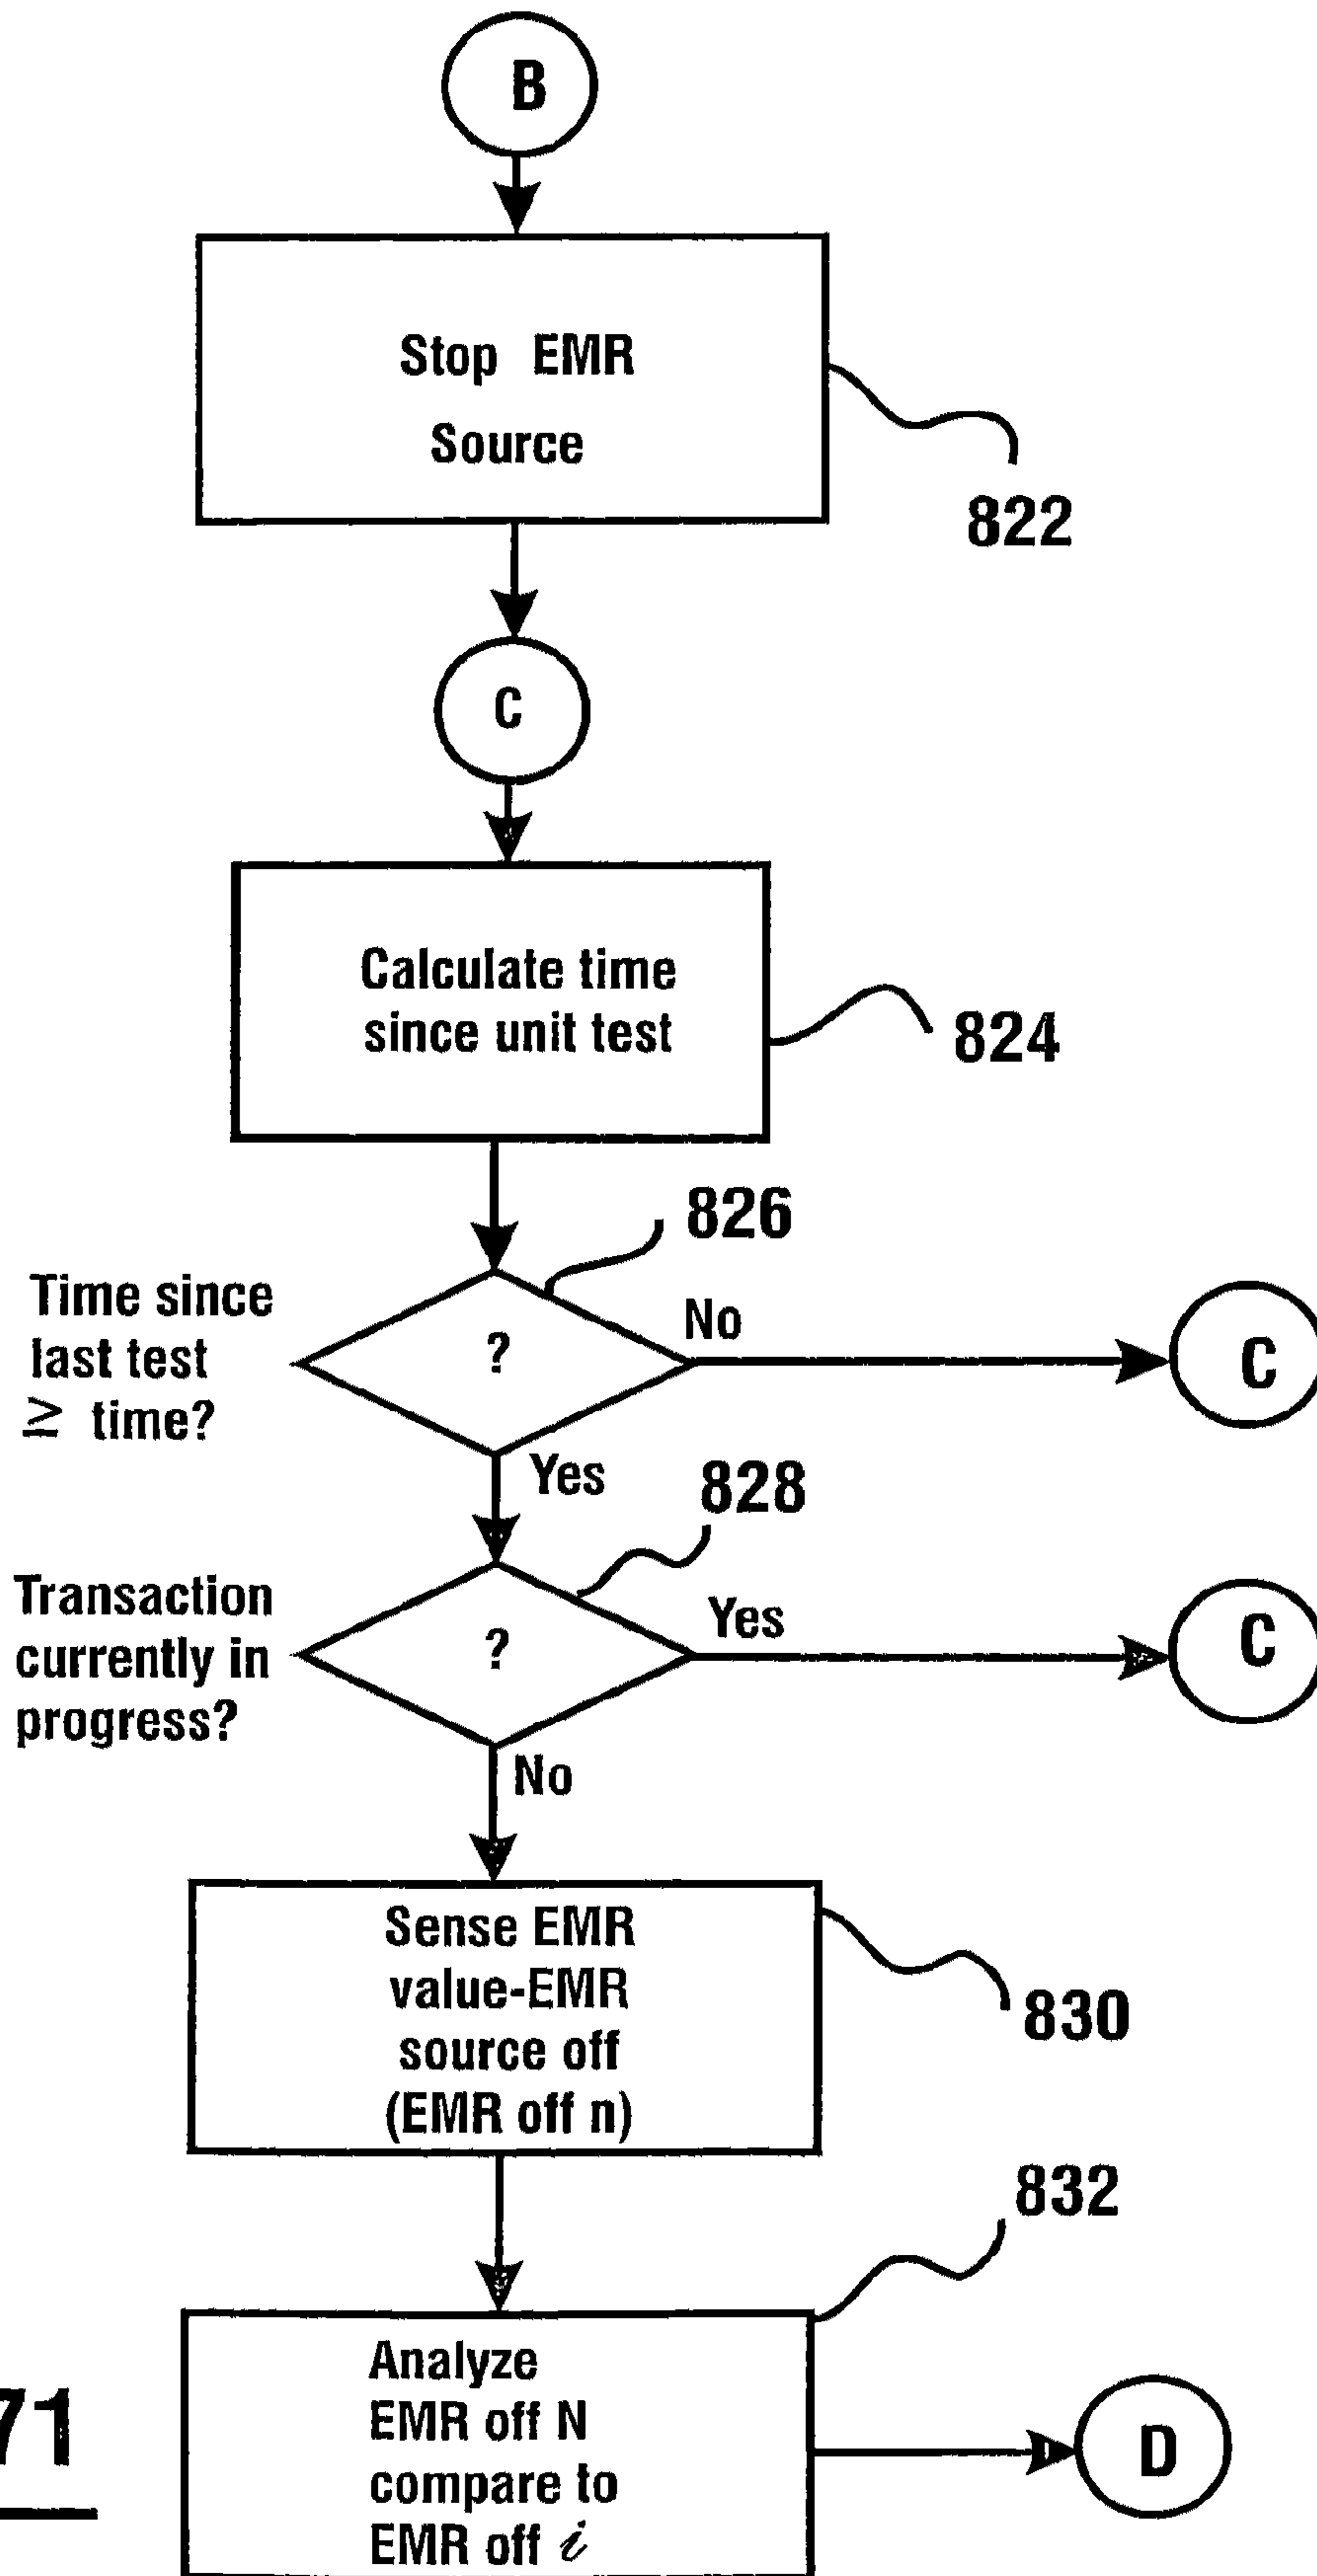 B
Stop EMR
Source
822
C
Calculate time
since unit test
824
826
Time since
last test
≥ time?
?
No
C
Yes
828
Transaction
currently in
progress?
?
Yes
C
No
Sense EMR
value-EMR
source off
(EMR off n)
830
832
Analyze
EMR off N
compare to
EMR off i
D
71